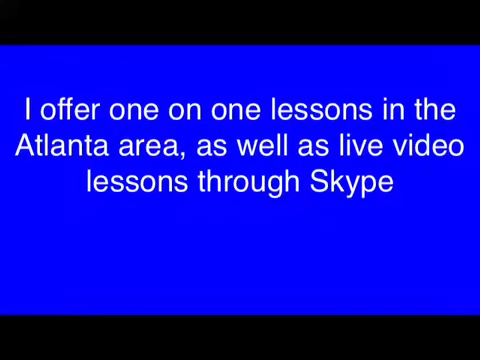 I offer one on one lessons in the
Atlanta area, as well as live video
lessons through Skype